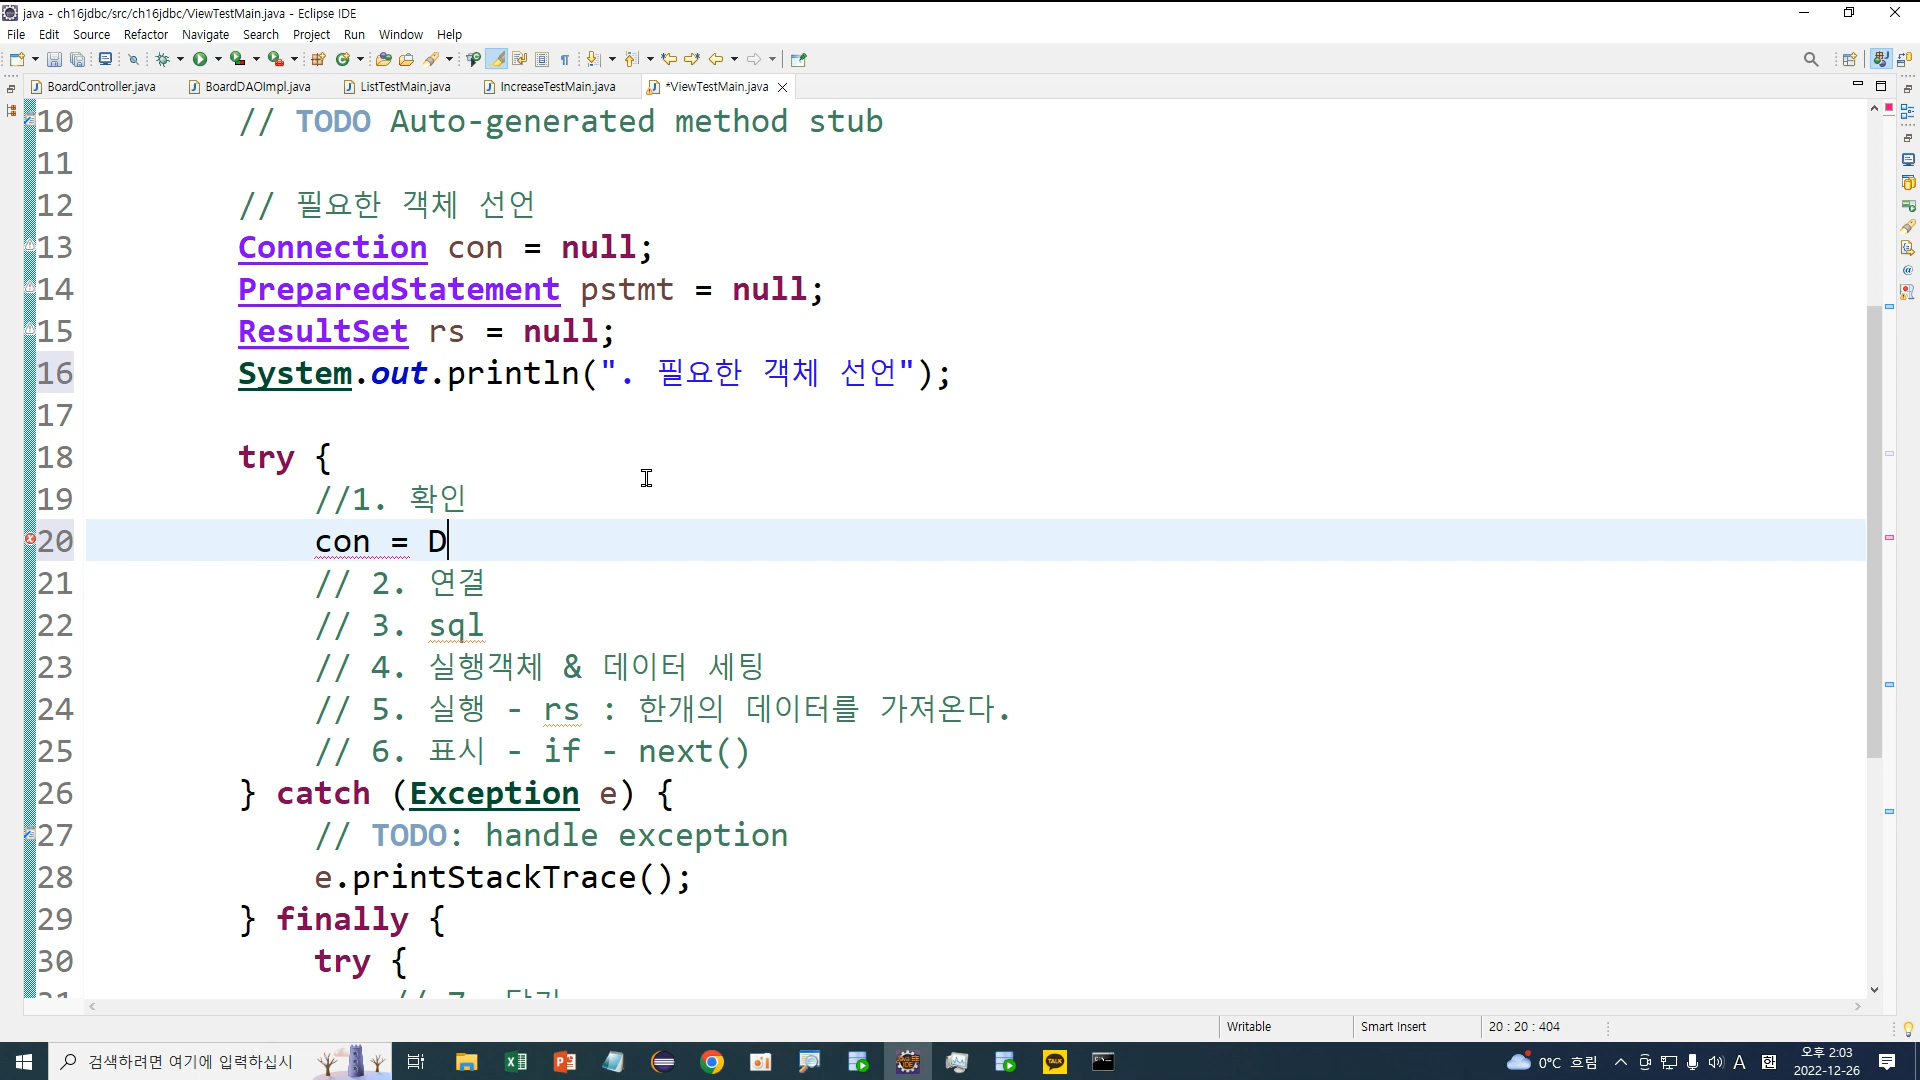 java - ch16jdbc/src/ch16jdbc/ViewTestMain.java - Eclipse IDE
File Edit Source Refactor Navigate Search Project Run Window Help
BoardController.java BoardDAOImpl.java ListTestMain.java IncreaseTestMain.java *ViewTestMain.java
10 // TODO Auto-generated method stub
11
12 // 필요한 객체 선언
13 Connection con = null;
14 PreparedStatement pstmt = null;
15 ResultSet rs = null;
16 System.out.println(". 필요한 객체 선언");
17
18 try {
19 //1. 확인
20 con = D
21 // 2. 연결
22 // 3. sql
23 // 4. 실행객체 & 데이터 세팅
24 // 5. 실행 - rs : 한개의 데이터를 가져온다.
25 // 6. 표시 - if - next()
26 } catch (Exception e) {
27 // TODO: handle exception
28 e.printStackTrace();
29 } finally {
30 try {
Writable Smart Insert 20 : 20 : 404
검색하려면 여기에 입력하십시 TALK 0°C 흐림 A 한 오후 2:03
2022-12-26